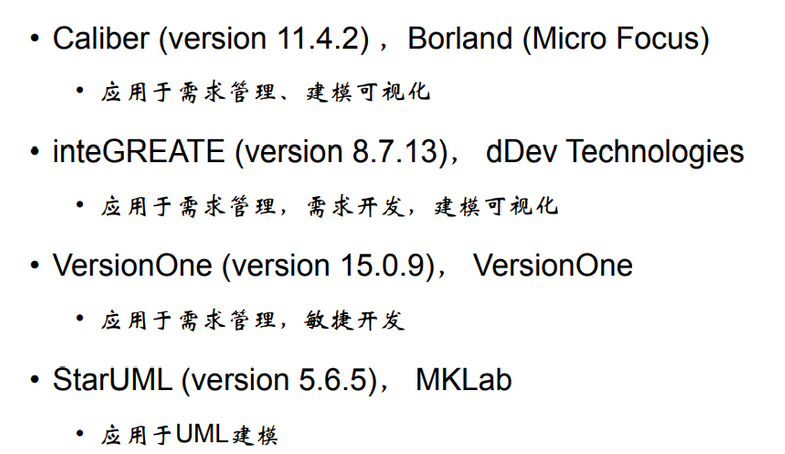 • Caliber (version 11.4.2) ，Borland (Micro Focus)
• 应用于需求管理、建模可视化
• inteGREATE (version 8.7.13)， dDev Technologies
• 应用于需求管理，需求开发，建模可视化
• VersionOne (version 15.0.9)， VersionOne
• 应用于需求管理，敏捷开发
• StarUML (version 5.6.5)， MKLab
• 应用于UML建模